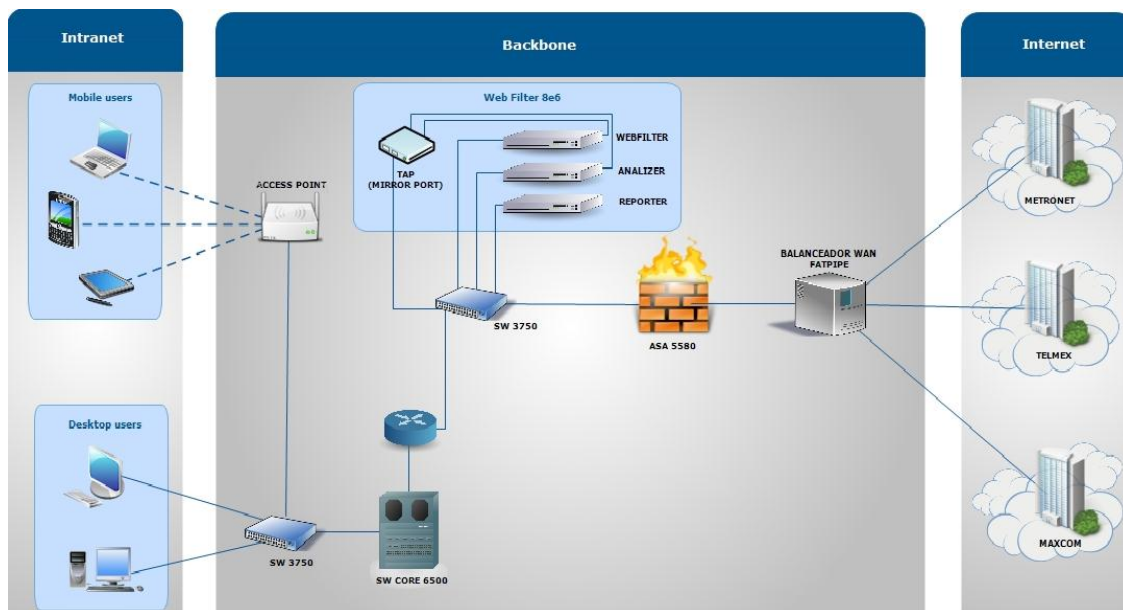 Intranet
Backbone
Internet
Mobile users
Web Filter 8e6
WEBFILTER
TAP
(MIRROR PORT)
ANALIZER
REPORTER
ACCESS POINT
METRONET
BALANCEADOR WAN
FATPIPE
SW 3750
ASA 5580
TELMEX
Desktop users
SW 3750
SW CORE 6500
MAXCOM